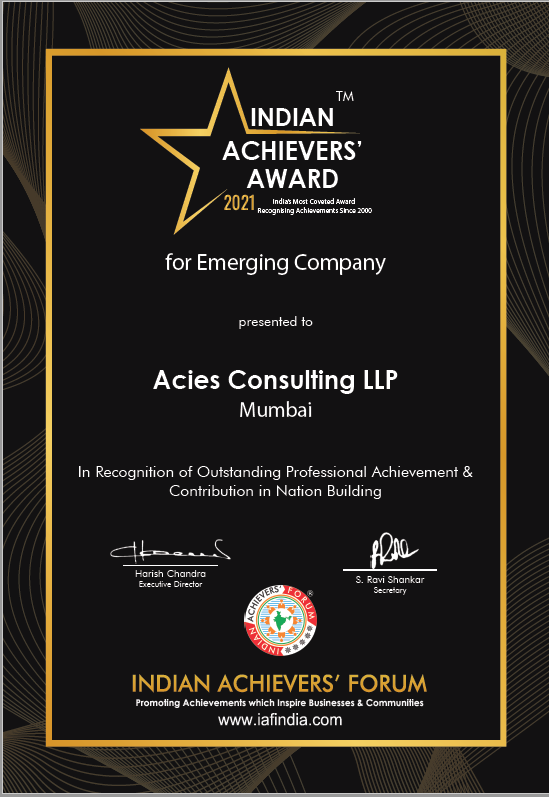 INDIAN TM
ACHIEVERS'
AWARD
2021 India's Most Coveted Award
Recognising Achievements Since 2000
for Emerging Company
presented to
Acies Consulting LLP
Mumbai
In Recognition of Outstanding Professional Achievement &
Contribution in Nation Building
Harish Chandra
Executive Director
S. Ravi Shankar
Secretary
INDIAN ACHIEVERS' FORUM ®
INDIAN ACHIEVERS' FORUM
Promoting Achievements which Inspire Businesses & Communities
www.iafindia.com